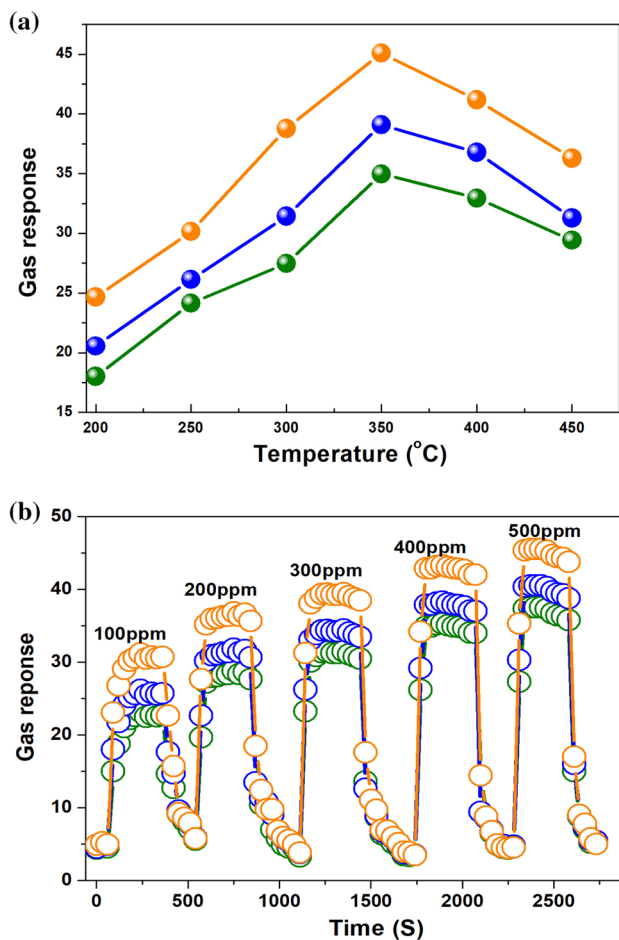 (a)
45
40
35
30
25
20
15
Gas response
200 250 300 350 400 450
Temperature (°C)
(b)
50
40
30
20
10
0
Gas reponse
100ppm
200ppm
300ppm
400ppm
500ppm
0 500 1000 1500 2000 2500
Time (S)